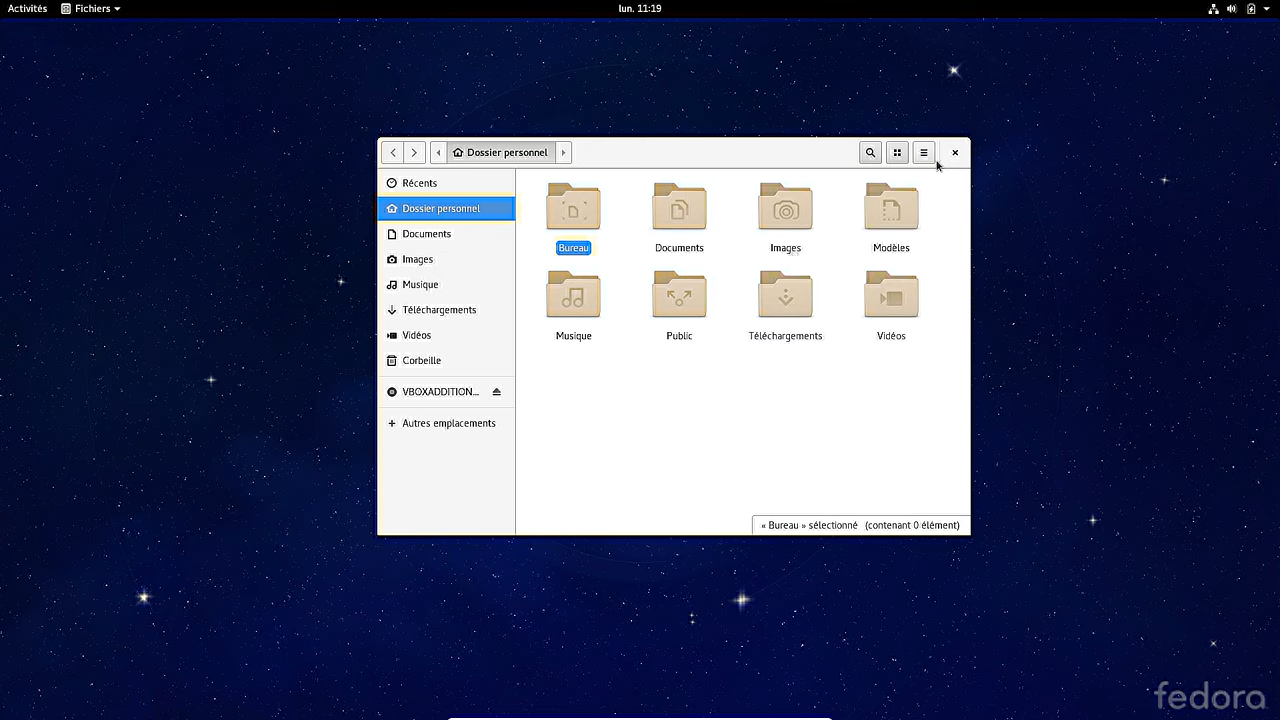 Activités Fichiers lun. 11:19
Dossier personnel
Récents
Dossier personnel
Documents
Images
Musique
Téléchargements
Vidéos
Corbeille
VBOXADDITION...
Autres emplacements
Bureau Documents Images Modèles
Musique Public Téléchargements Vidéos
« Bureau » sélectionné (contenant 0 élément)
fedora